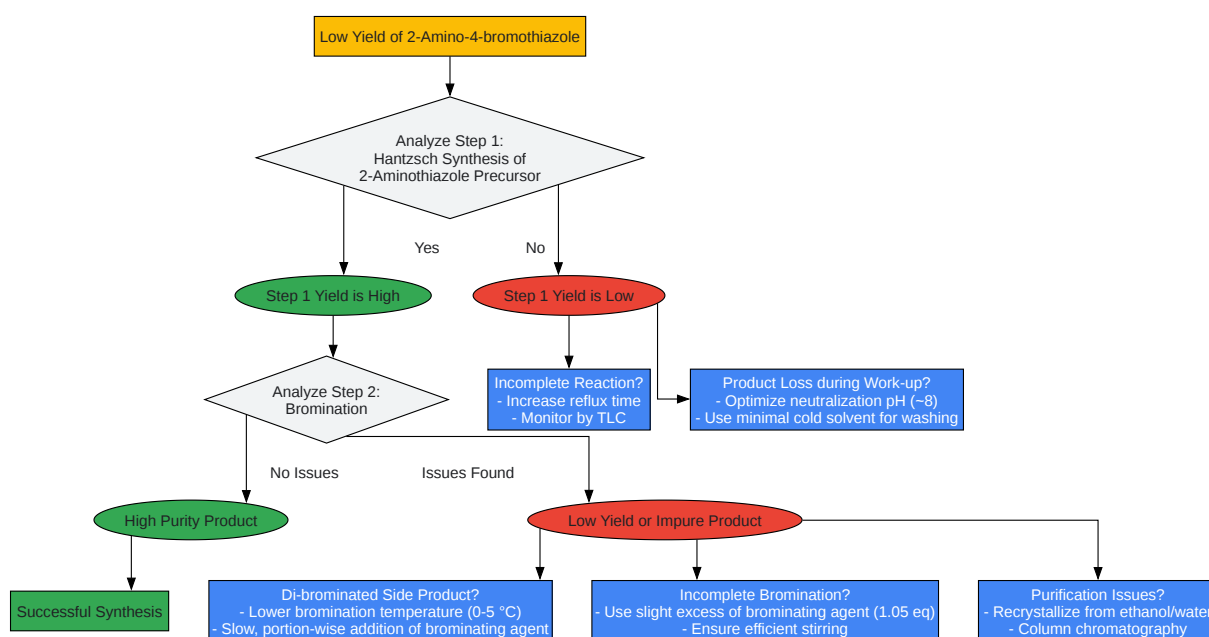 Low Yield of 2-Amino-4-bromothiazole
Analyze Step 1:
Hantzsch Synthesis of
2-Aminothiazole Precursor
Yes
No
Step 1 Yield is High
Step 1 Yield is Low
Analyze Step 2:
Bromination
Incomplete Reaction?
- Increase reflux time
- Monitor by TLC
Product Loss during Work-up?
- Optimize neutralization pH (~8)
- Use minimal cold solvent for washing
No Issues
Issues Found
High Purity Product
Low Yield or Impure Product
Successful Synthesis
Di-brominated Side Product?
- Lower bromination temperature (0-5 °C)
- Slow, portion-wise addition of brominating agent
Incomplete Bromination?
- Use slight excess of brominating agent (1.05 eq)
- Ensure efficient stirring
Purification Issues?
- Recrystallize from ethanol/water
- Column chromatography